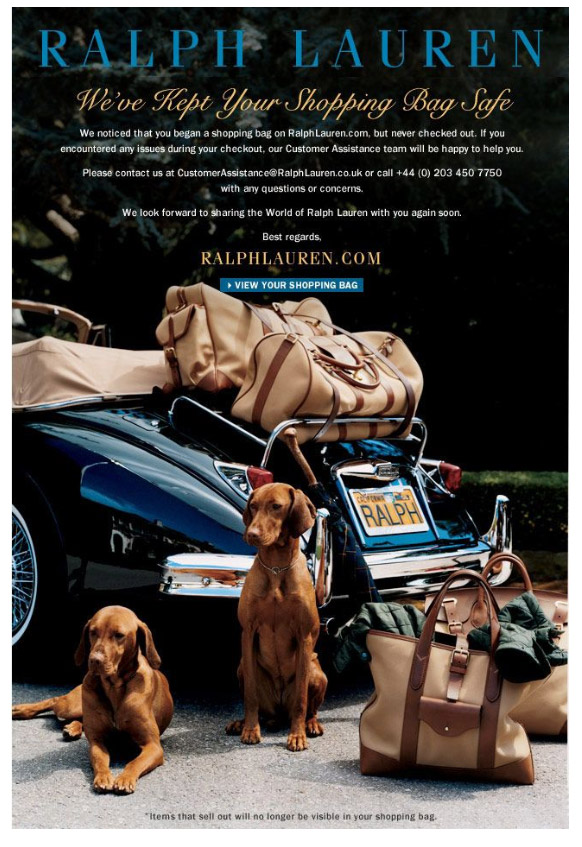 RALPH LAUREN
We've Kept Your Shopping Bag Safe
We noticed that you began a shopping bag on RalphLauren.com, but never checked out. If you
encountered any issues during your checkout, our Customer Assistance team will be happy to help you.
Please contact us at CustomerAssistance@RalphLauren.co.uk or call +44 (0) 203 450 7750
with any questions or concerns.
We look forward to sharing the World of Ralph Lauren with you again soon.
Best regards,
RALPHLAUREN.COM
VIEW YOUR SHOPPING BAG
CALIFORNIA
RALPH
*Items that sell out will no longer be visible in your shopping bag.